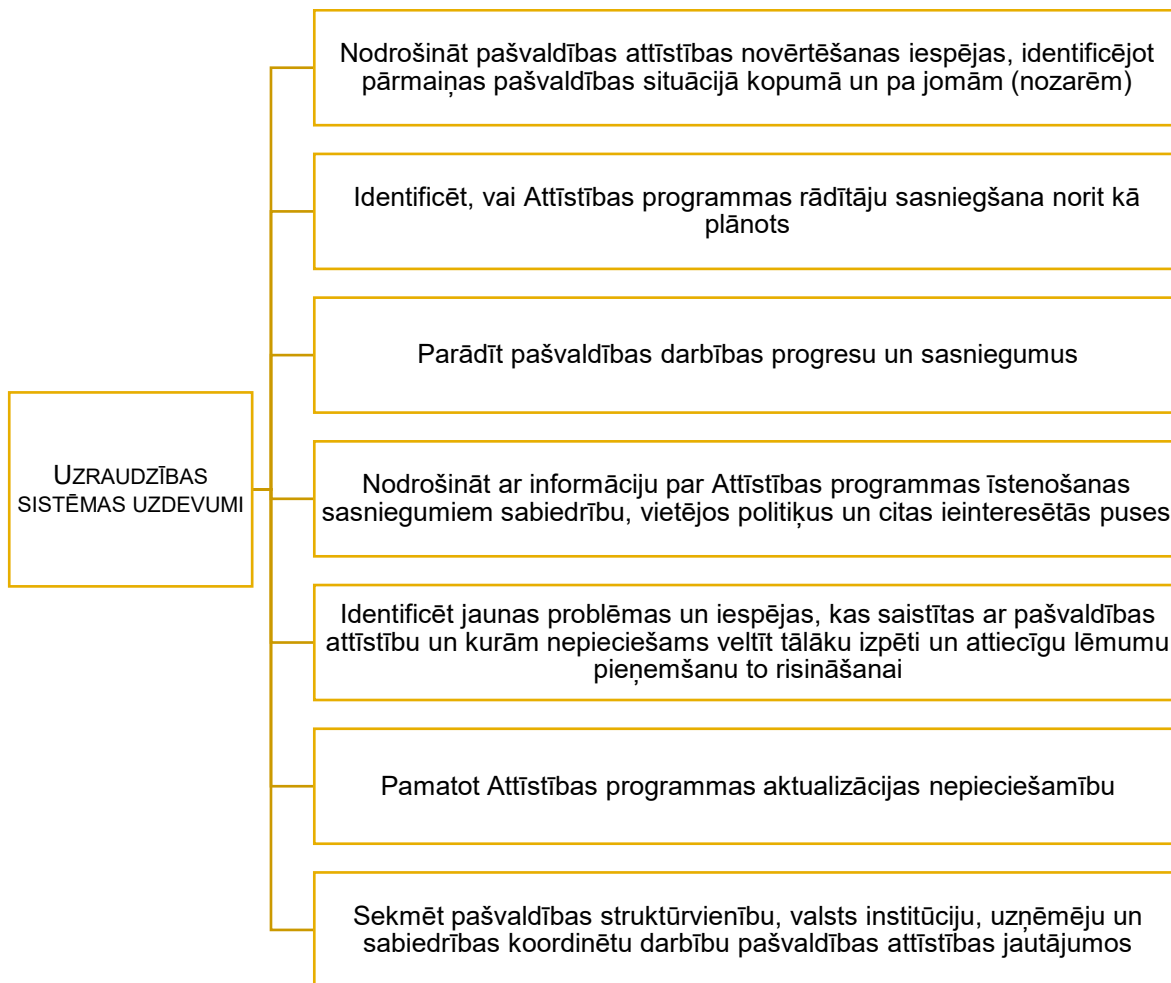 Nodrošināt pašvaldības attīstības novērtēšanas iespējas, identificējot
pārmaiņas pašvaldības situācijā kopumā un pa jomām (nozarēm)
Identificēt, vai Attīstības programmas rādītāju sasniegšana norit kā
plānots
Parādīt pašvaldības darbības progresu un sasniegumus
UZRAUDZĪBAS
SISTĒMAS UZDEVUMI
Nodrošināt ar informāciju par Attīstības programmas īstenošanas
sasniegumiem sabiedrību, vietējos politiķus un citas ieinteresētās puses
Identificēt jaunas problēmas un iespējas, kas saistītas ar pašvaldības
attīstību un kurām nepieciešams veltīt tālāku izpēti un attiecīgu lēmumu
pieņemšanu to risināšanai
Pamatot Attīstības programmas aktualizācijas nepieciešamību
Sekmēt pašvaldības struktūrvienību, valsts institūciju, uzņēmēju un
sabiedrības koordinētu darbību pašvaldības attīstības jautājumos